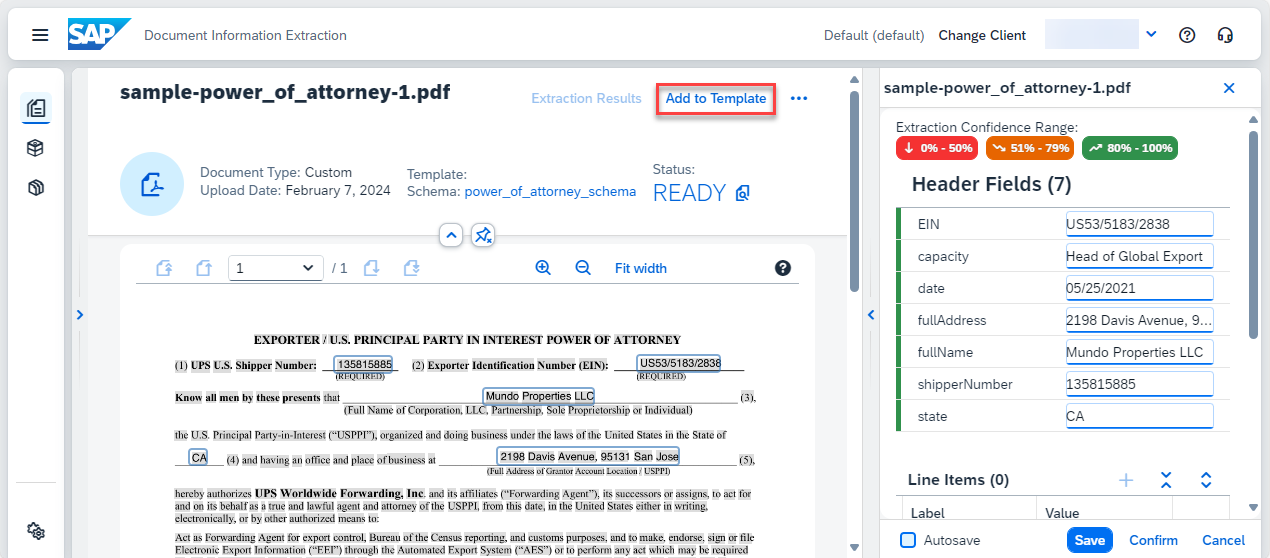 SAP Document Information Extraction Default (default) Change Client
sample-power_of_attorney-1.pdf
Extraction Results Add to Template
Document Type: Custom
Upload Date: February 7, 2024
Template:
Schema: power_of_attorney_schema
Status:
READY
1 / 1 Fit width
EXPORTER / U.S. PRINCIPAL PARTY IN INTEREST POWER OF ATTORNEY
(1) UPS U.S. Shipper Number: 135815885 (2) Exporter Identification Number (EIN): US53/5183/2838
(REQUIRED) (REQUIRED)
Know all men by these presents that Mundo Properties LLC (3),
(Full Name of Corporation, LLC, Partnership, Sole Proprietorship or Individual)
the U.S. Principal Party-in-Interest (“USPPI”), organized and doing business under the laws of the United States in the State of
CA (4) and having an office and place of business at 2198 Davis Avenue, 95131 San Jose (5),
(Full Address of Grantor Account Location / USPPI)
hereby authorizes UPS Worldwide Forwarding, Inc. and its affiliates (“Forwarding Agent”), its successors or assigns, to act for
and on its behalf as a true and lawful agent and attorney of the USPPI, from this date, in the United States either in writing,
electronically, or by other authorized means to:
Act as Forwarding Agent for export control, Bureau of the Census reporting, and customs purposes, and to make, endorse, sign or file
Electronic Export Information (“EEI”) through the Automated Export System (“AES”) or to perform any act which may be required
sample-power_of_attorney-1.pdf
Extraction Confidence Range:
0% - 50% 51% - 79% 80% - 100%
Header Fields (7)
EIN US53/5183/2838
capacity Head of Global Export
date 05/25/2021
fullAddress 2198 Davis Avenue, 9...
fullName Mundo Properties LLC
shipperNumber 135815885
state CA
Line Items (0)
Label Value
Autosave Save Confirm Cancel